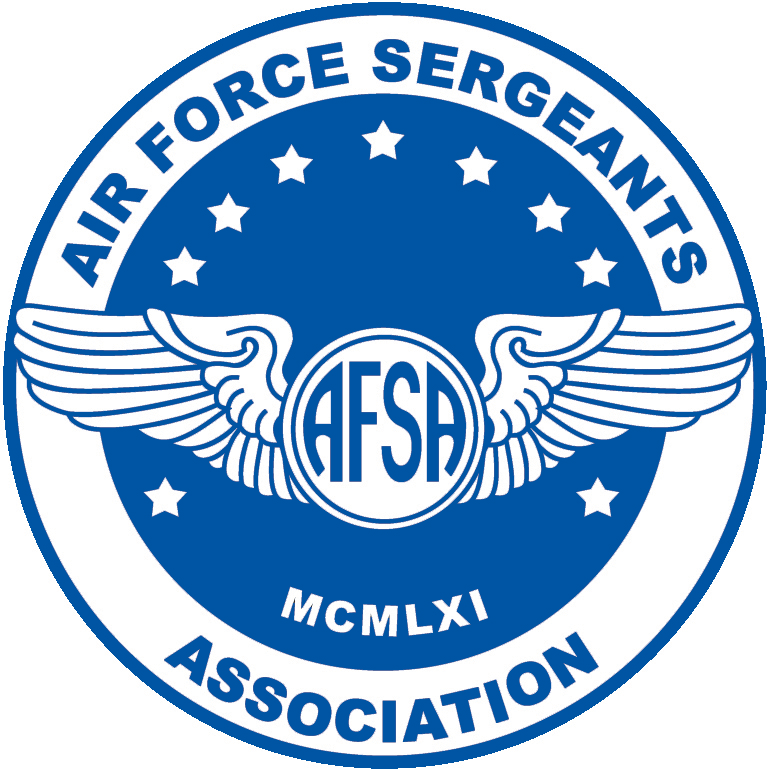 AIR FORCE SERGEANTS
AFSA
MCMLXI
ASSOCIATION